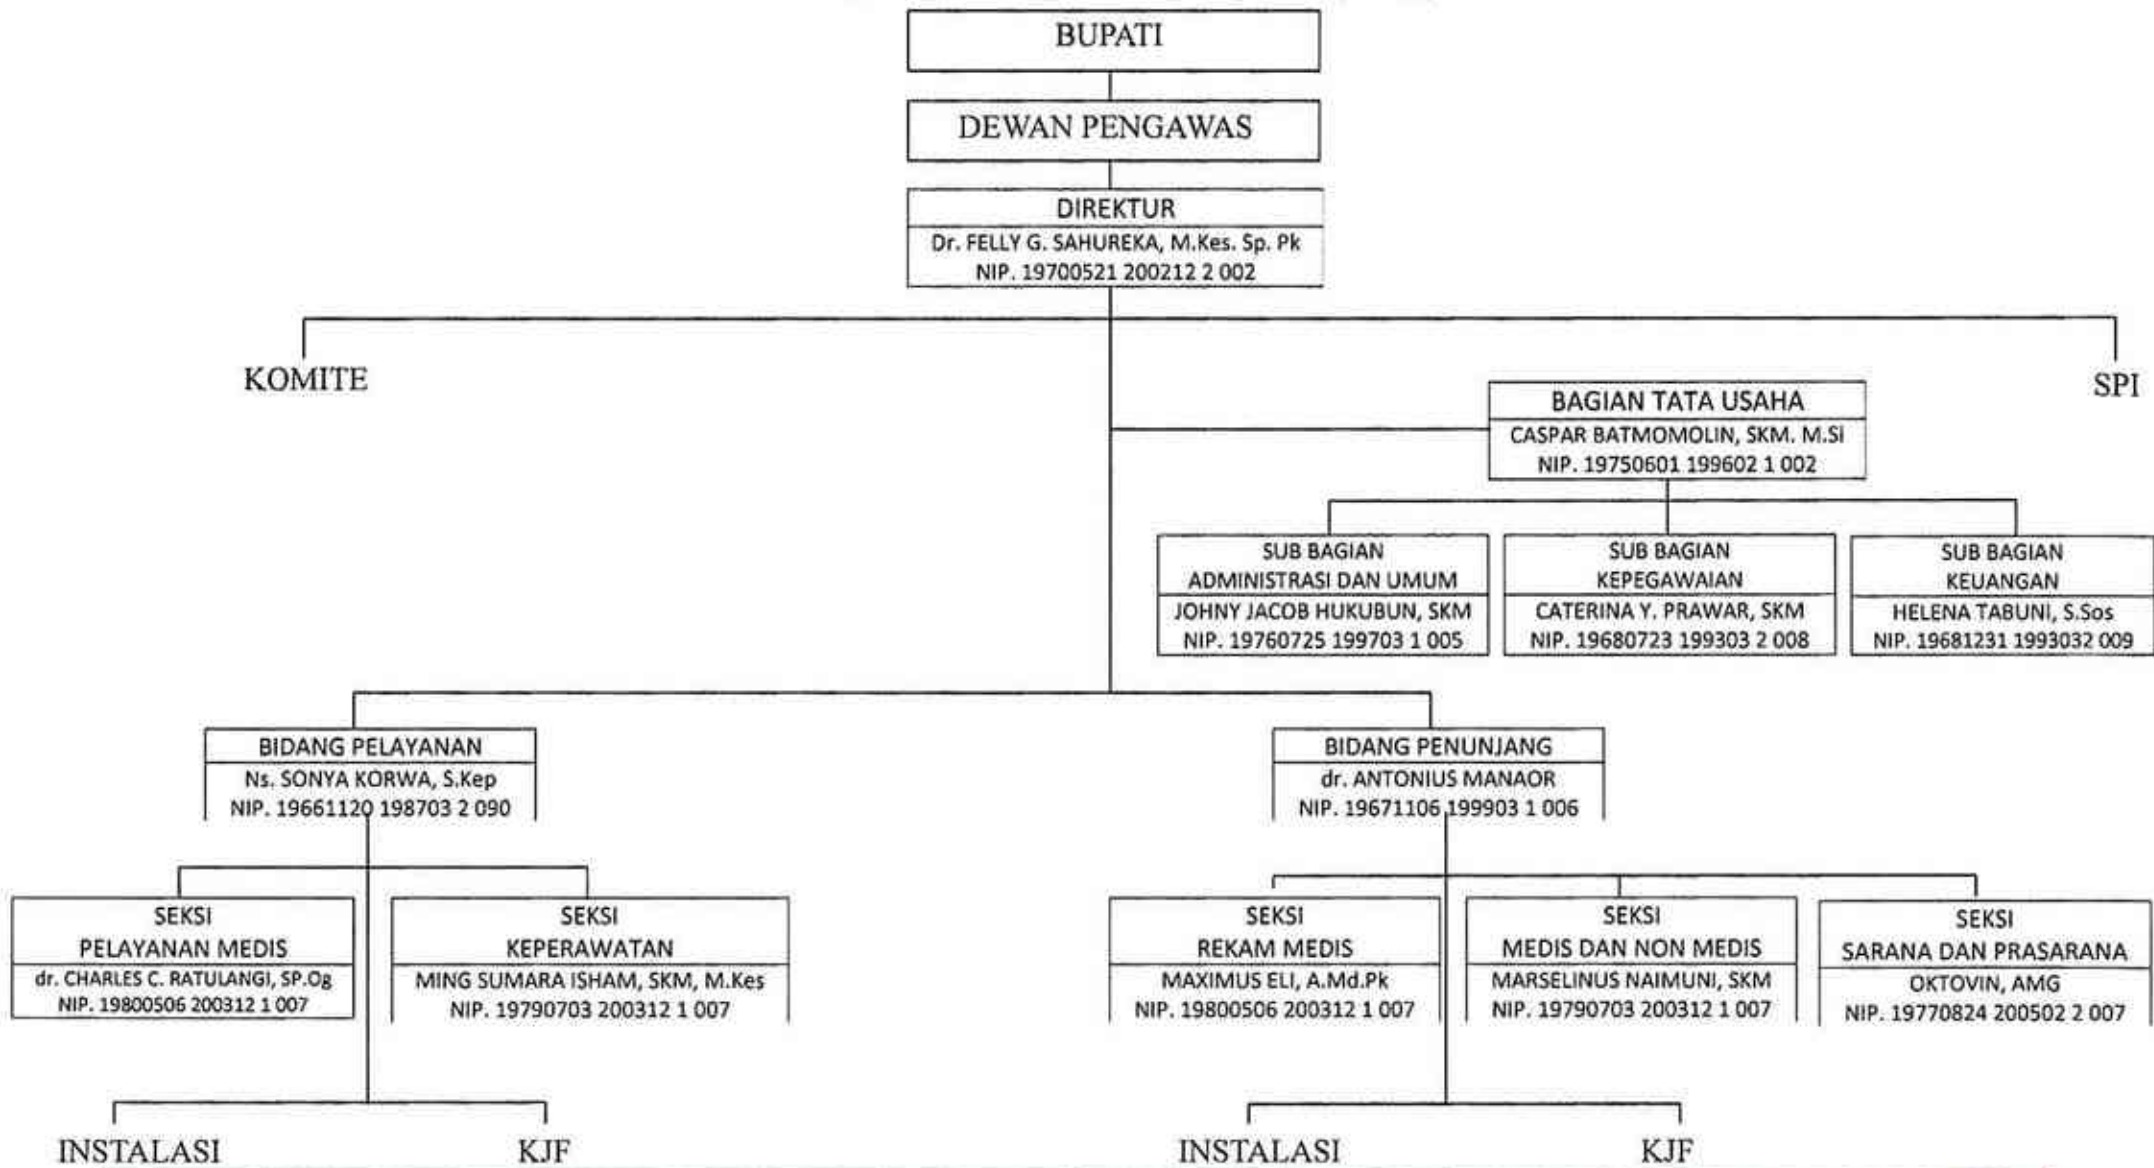 BUPATI
DEWAN PENGAWAS
DIREKTUR
Dr. FELLY G. SAHUREKA, M.Kes. Sp. Pk
NIP. 19700521 200212 2 002
KOMITE
SPI
BAGIAN TATA USAHA
CASPAR BATMOMOLIN, SKM. M.Si
NIP. 19750601 199602 1 002
SUB BAGIAN
ADMINISTRASI DAN UMUM
JOHNY JACOB HUKUBUN, SKM
NIP. 19760725 199703 1 005
SUB BAGIAN
KEPEGAWAIAN
CATERINA Y. PRAWAR, SKM
NIP. 19680723 199303 2 008
SUB BAGIAN
KEUANGAN
HELENA TABUNI, S.Sos
NIP. 19681231 1993032 009
BIDANG PELAYANAN
Ns. SONYA KORWA, S.Kep
NIP. 19661120 198703 2 090
BIDANG PENUNJANG
dr. ANTONIUS MANAOR
NIP. 19671106 199903 1 006
SEKSI
PELAYANAN MEDIS
dr. CHARLES C. RATULANGI, SP.Og
NIP. 19800506 200312 1 007
SEKSI
KEPERAWATAN
MING SUMARA ISHAM, SKM, M.Kes
NIP. 19790703 200312 1 007
SEKSI
REKAM MEDIS
MAXIMUS ELI, A.Md.Pk
NIP. 19800506 200312 1 007
SEKSI
MEDIS DAN NON MEDIS
MARSELINUS NAIMUNI, SKM
NIP. 19790703 200312 1 007
SEKSI
SARANA DAN PRASARANA
OKTOVIN, AMG
NIP. 19770824 200502 2 007
INSTALASI
KJF
INSTALASI
KJF